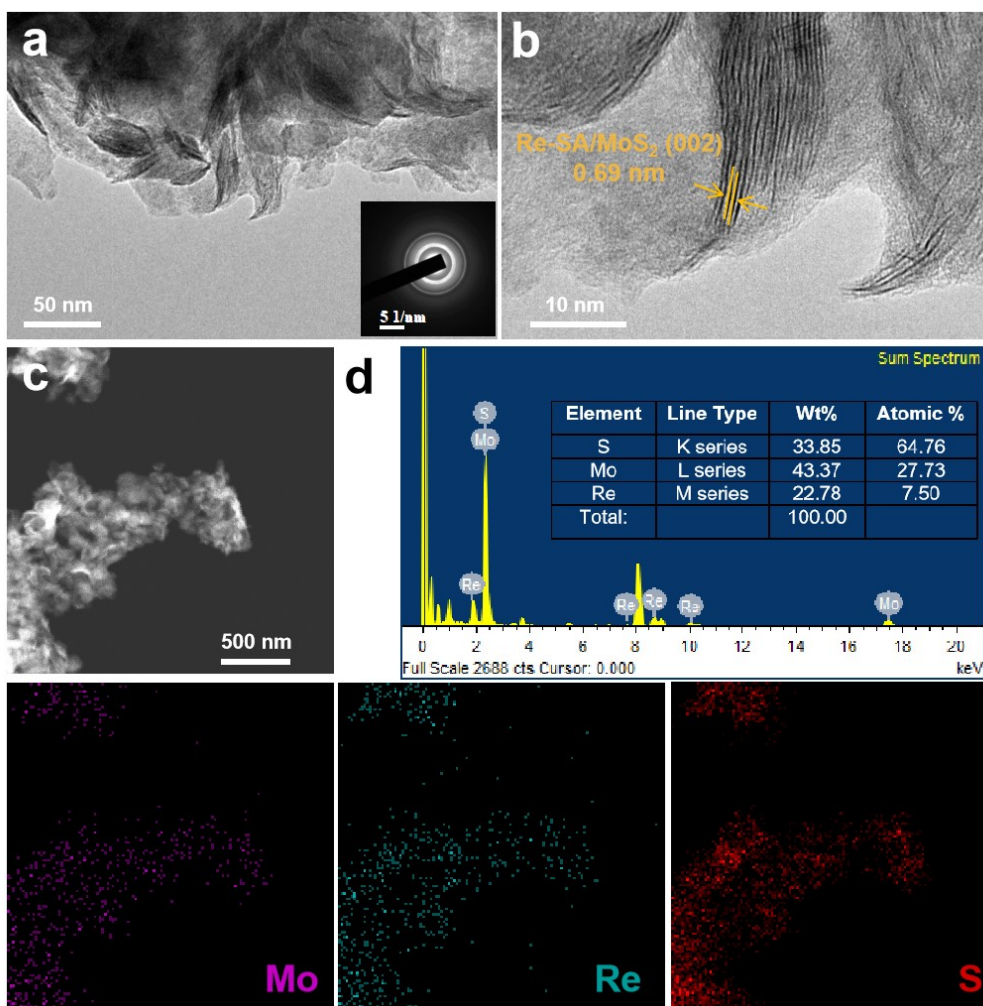 a
50 nm
5 1/nm
b
Re-SA/MoS₂ (002)
0.69 nm
10 nm
c
500 nm
d
Sum Spectrum
Element Line Type Wt% Atomic %
S K series 33.85 64.76
Mo L series 43.37 27.73
Re M series 22.78 7.50
Total: 100.00
S
Mo
Re
Re
Re
Re
Mo
0 2 4 6 8 10 12 14 16 18 20
Full Scale 2688 cts Cursor: 0.000 keV
Mo
Re
S